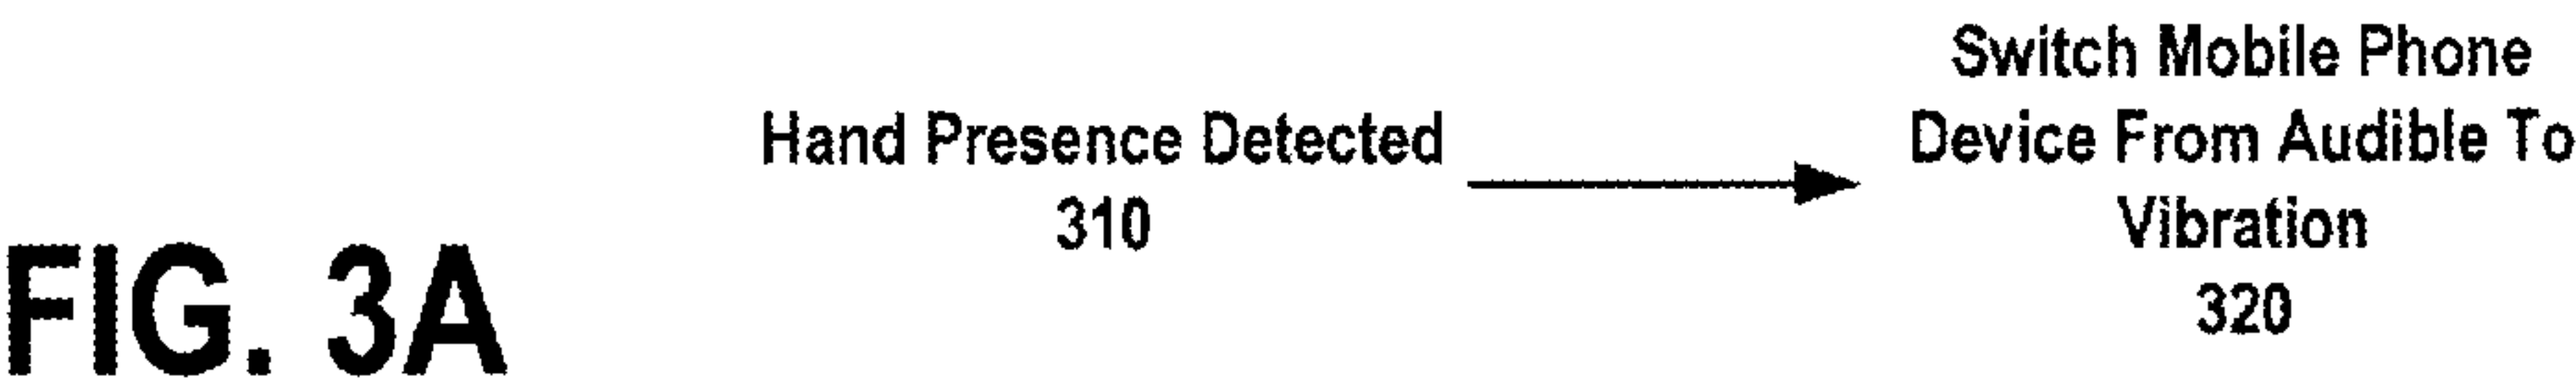 Hand Presence Detected
310
Switch Mobile Phone
Device From Audible To
Vibration
320
FIG. 3A